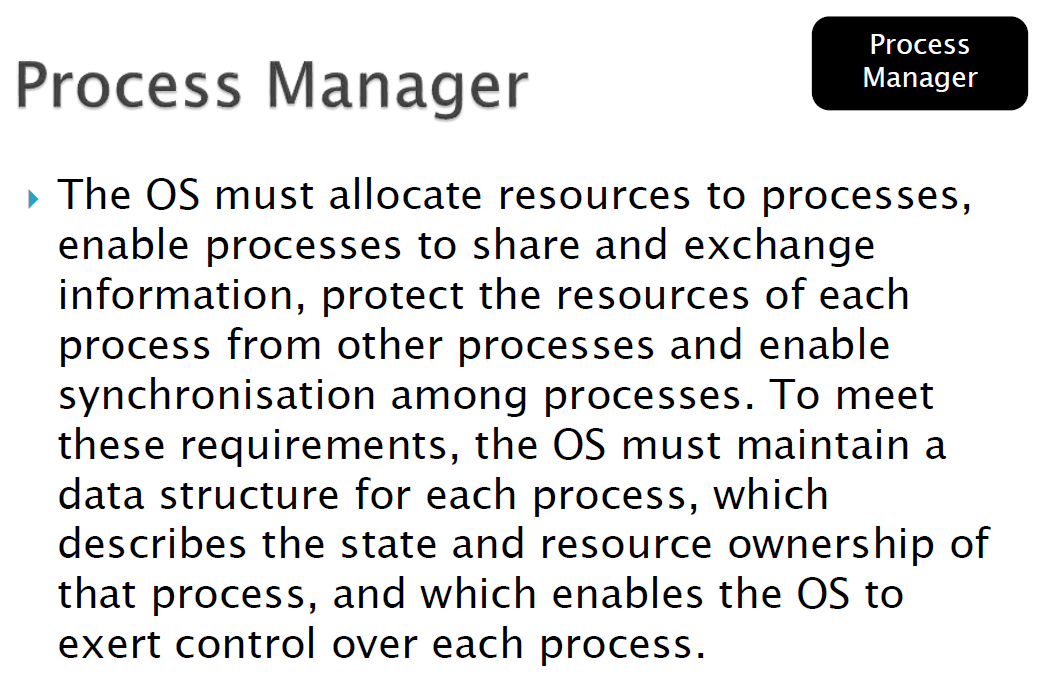 Process Manager
Process
Manager
The OS must allocate resources to processes,
enable processes to share and exchange
information, protect the resources of each
process from other processes and enable
synchronisation among processes. To meet
these requirements, the OS must maintain a
data structure for each process, which
describes the state and resource ownership of
that process, and which enables the OS to
exert control over each process.